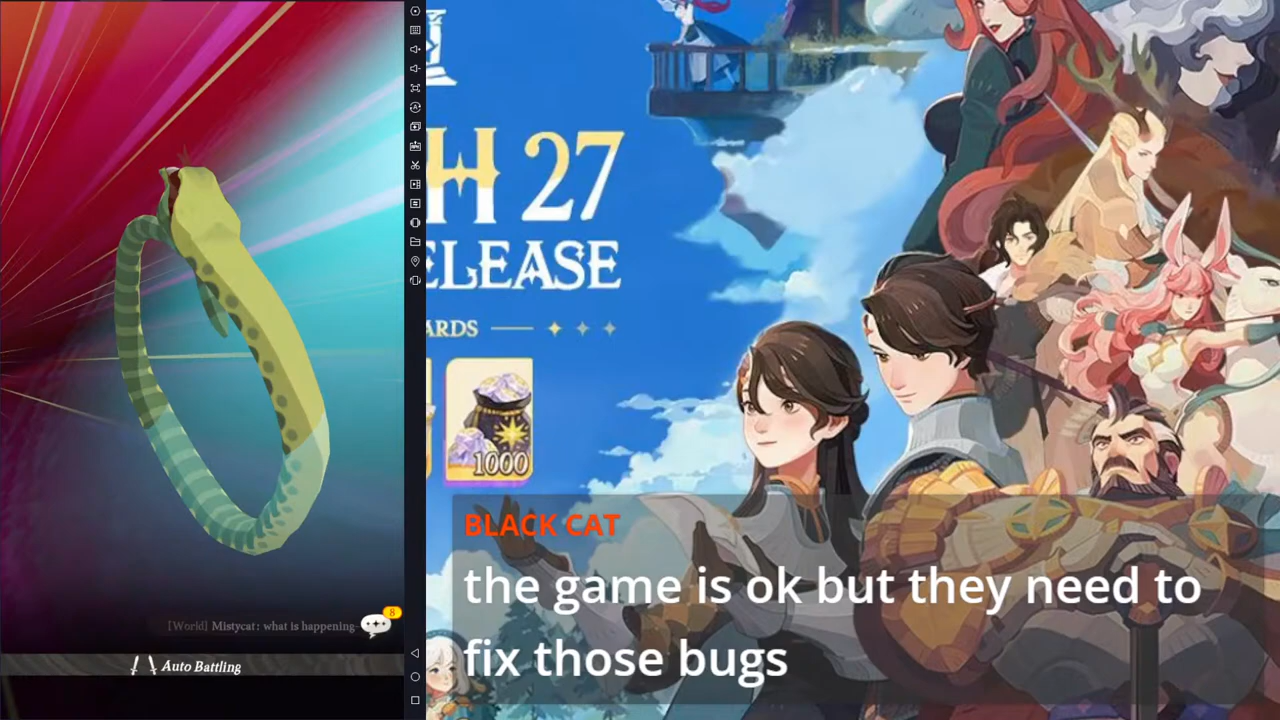 H 27
ELEASE
ARDS
1000
BLACK CAT
the game is ok but they need to
fix those bugs
8
[World] Mistycat: what is happening
Auto Battling